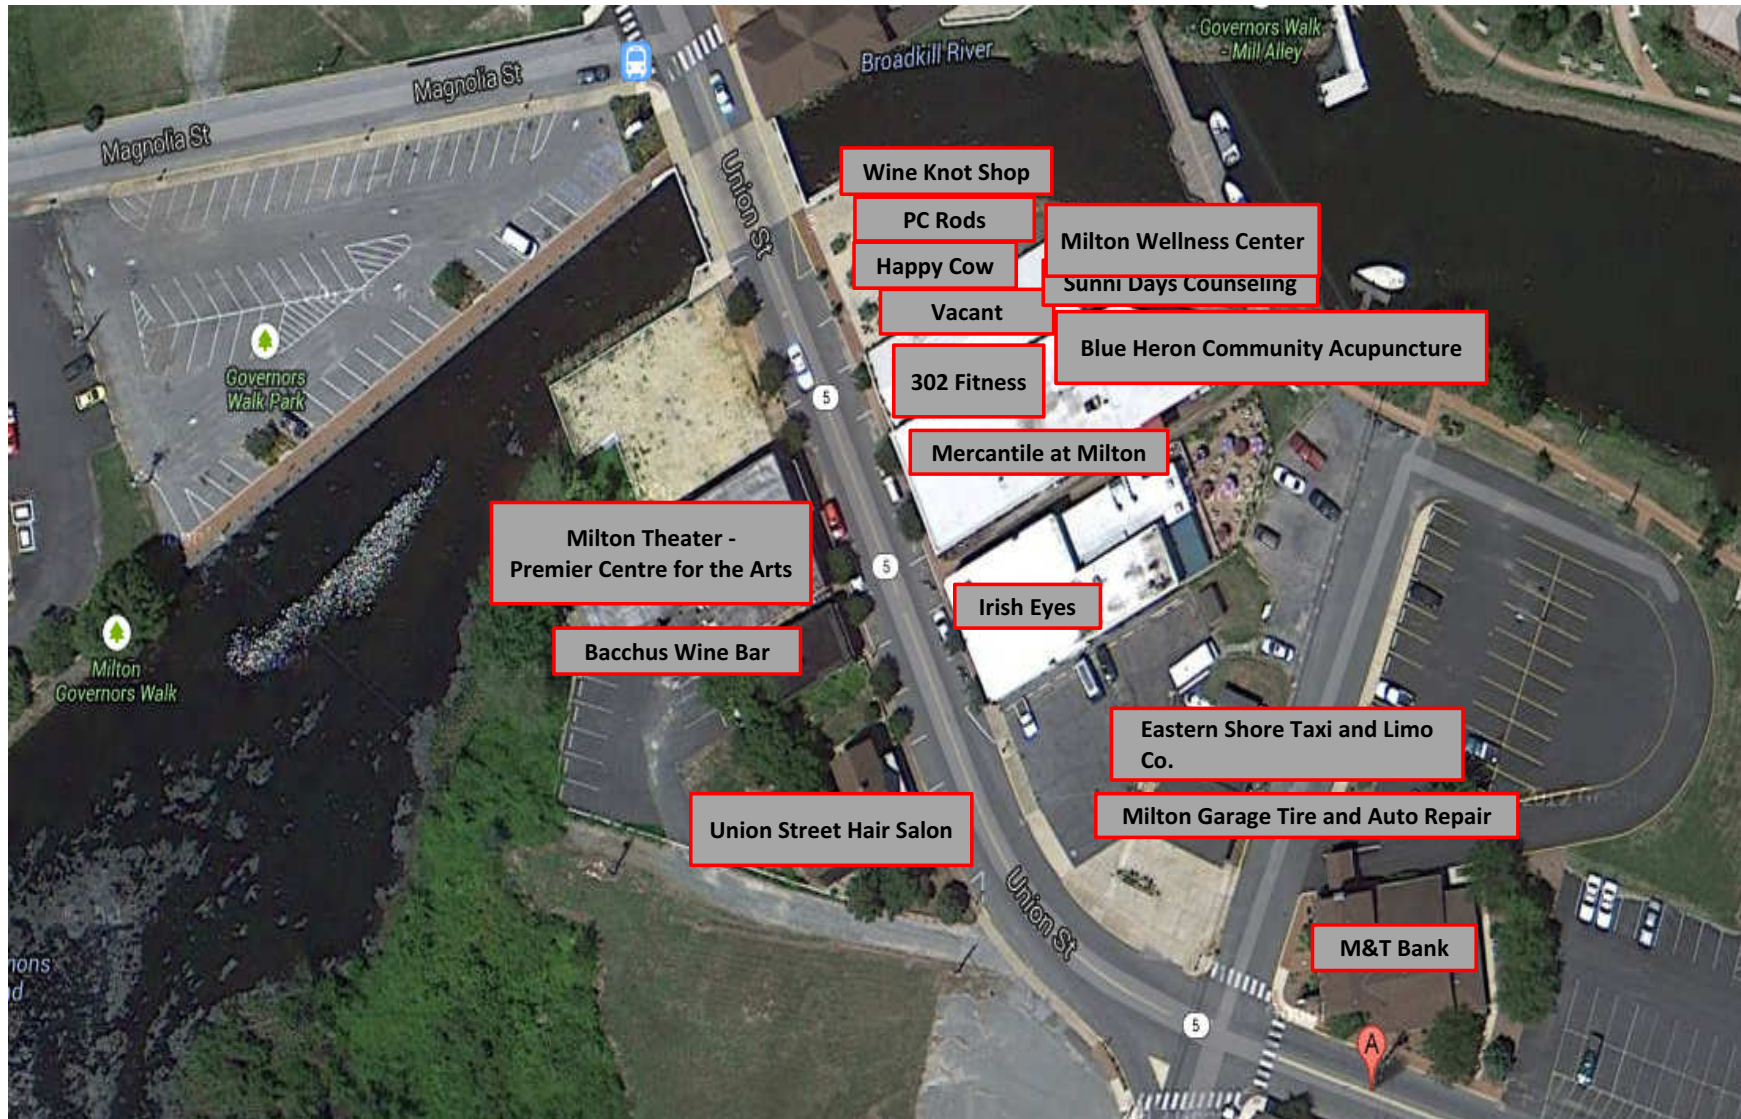 Governors Walk
- Mill Alley
Broadkill River
Magnolia St
Magnolia St
Union St
Wine Knot Shop
PC Rods
Milton Wellness Center
Happy Cow
Sunni Days Counseling
Vacant
Blue Heron Community Acupuncture
Governors
Walk Park
302 Fitness
5
Mercantile at Milton
Milton Theater -
Premier Centre for the Arts
5
Irish Eyes
Bacchus Wine Bar
Milton
Governors Walk
Eastern Shore Taxi and Limo
Co.
Milton Garage Tire and Auto Repair
Union Street Hair Salon
Union St
M&T Bank
5
A